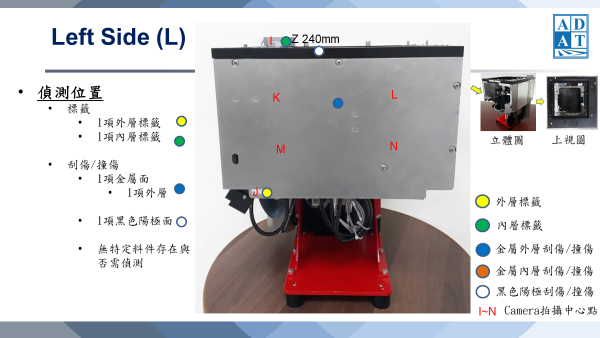 Left Side (L)
A D
A T
I
Z 240mm
• 偵測位置
• 標籤
• 1項外層標籤
• 1項內層標籤
• 刮傷/撞傷
• 1項金屬面
• 1項外層
• 1項黑色陽極面
• 無特定料件存在與
否需偵測
K
L
M
N
J
立體圖
上視圖
外層標籤
內層標籤
金屬外層刮傷/撞傷
金屬內層刮傷/撞傷
黑色陽極刮傷/撞傷
I~N Camera拍攝中心點